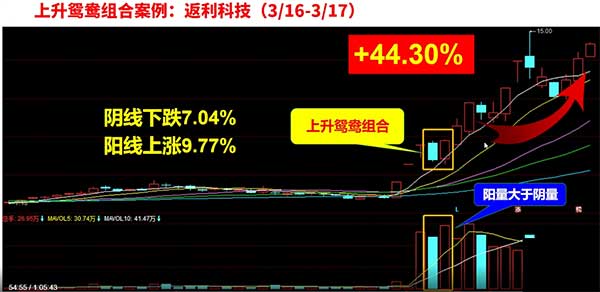 上升鸳鸯组合案例：返利科技（3/16-3/17）
+44.30%
15.00
阴线下跌7.04%
阳线上涨9.77%
上升鸳鸯组合
阳量大于阴量
26.95万 MAVOL5: 30.74万 MAVOL10: 41.47万
54:55 / 1:05:43